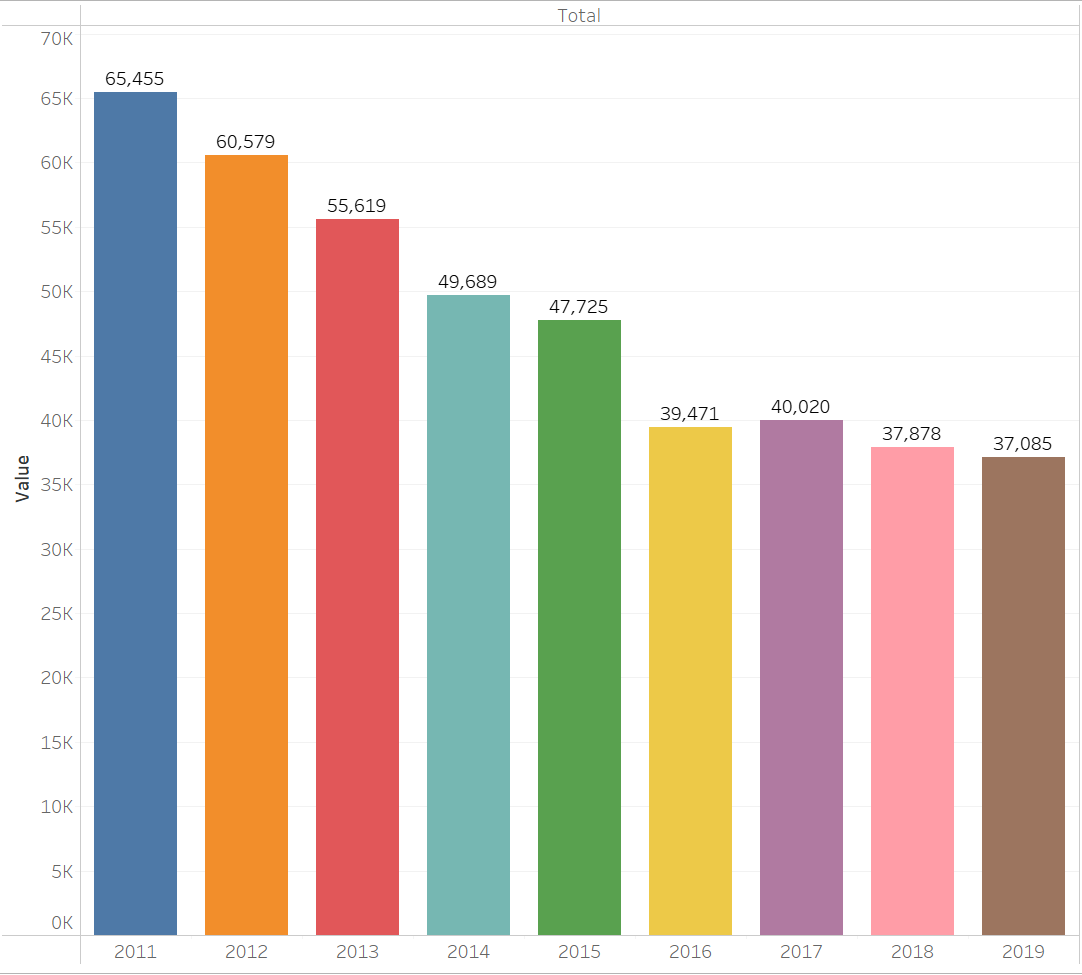 Total
70K
65K
60K
55K
50K
45K
40K
35K
30K
25K
20K
15K
10K
5K
0K
Value
65,455
60,579
55,619
49,689
47,725
39,471
40,020
37,878
37,085
2011 2012 2013 2014 2015 2016 2017 2018 2019